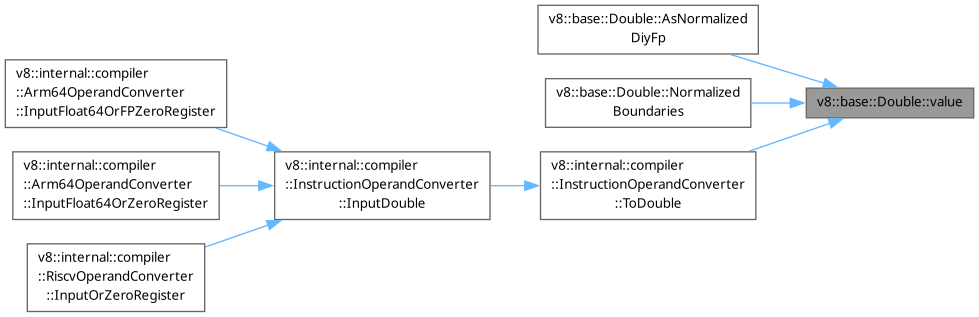 v8::base::Double::AsNormalized
DiyFp
v8::internal::compiler
::Arm64OperandConverter
::InputFloat64OrFPZeroRegister
v8::base::Double::Normalized
Boundaries
v8::base::Double::value
v8::internal::compiler
::Arm64OperandConverter
::InputFloat64OrZeroRegister
v8::internal::compiler
::InstructionOperandConverter
::InputDouble
v8::internal::compiler
::InstructionOperandConverter
::ToDouble
v8::internal::compiler
::RiscvOperandConverter
::InputOrZeroRegister